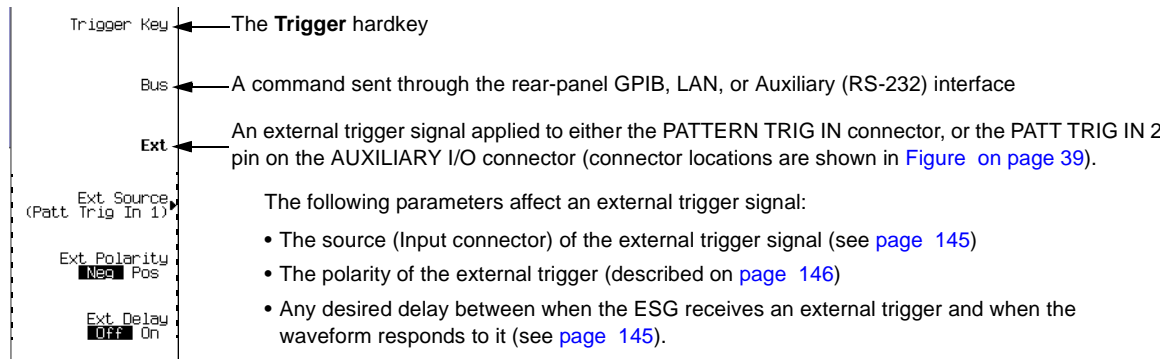 Trigger Key The Trigger hardkey
Bus A command sent through the rear-panel GPIB, LAN, or Auxiliary (RS-232) interface
An external trigger signal applied to either the PATTERN TRIG IN connector, or the PATT TRIG IN 2
Ext pin on the AUXILIARY I/O connector (connector locations are shown in Figure on page 39).
Ext Source
(Patt Trig In 1)
The following parameters affect an external trigger signal:
• The source (Input connector) of the external trigger signal (see page 145)
Ext Polarity
Neg Pos
• The polarity of the external trigger (described on page 146)
Ext Delay
Off On
• Any desired delay between when the ESG receives an external trigger and when the
waveform responds to it (see page 145).